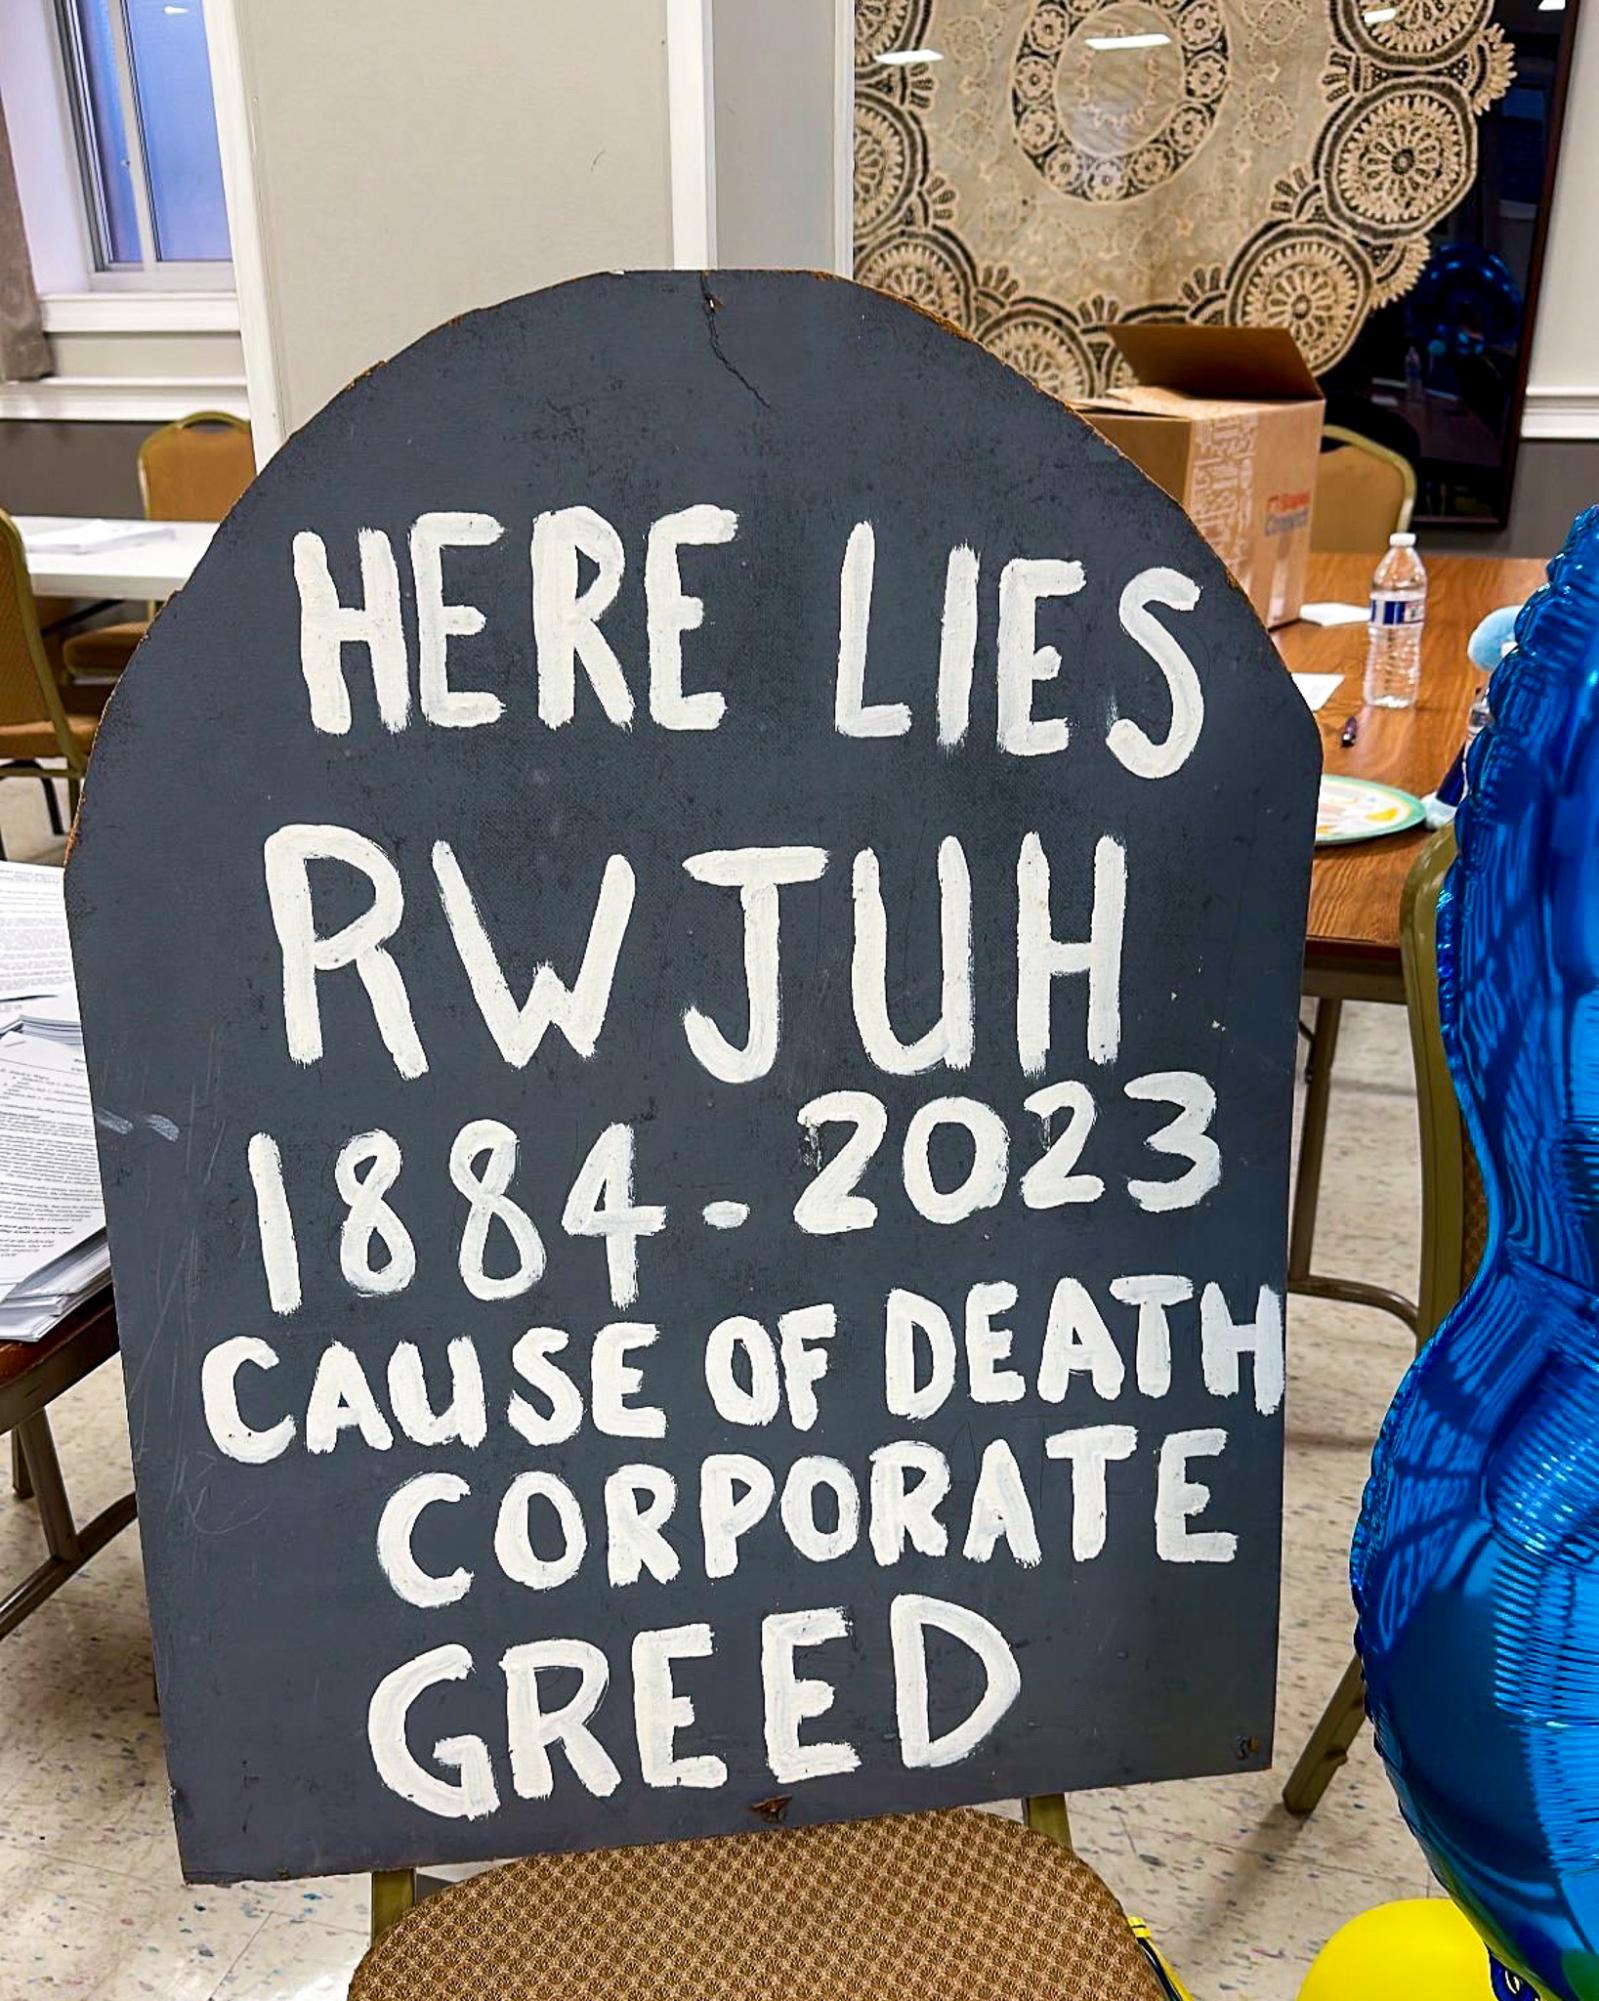 HERE LIES
RWJUH
1884-2023
CAUSE OF DEATH
CORPORATE
GREED